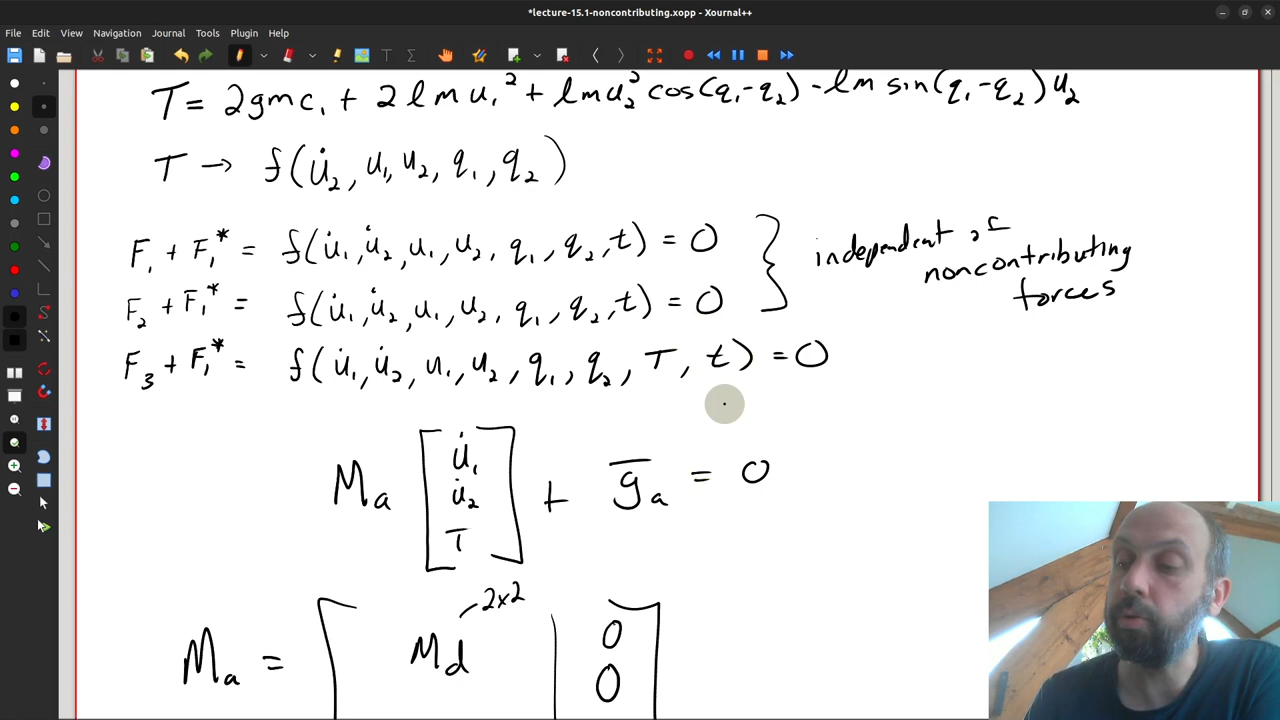 *lecture-15.1-noncontributing.xopp - Xournal++
File Edit View Navigation Journal Tools Plugin Help
T = 2gmc₁ + 2lmu₁² + lmu₂² cos(q₁-q₂) - lm sin(q₁-q₂) u̇₂
T → f(u̇₂, u₁, u₂, q₁, q₂)
F₁ + F₁* = f(u̇₁, u̇₂, u₁, u₂, q₁, q₂, t) = 0
F₂ + F₁* = f(u̇₁, u̇₂, u₁, u₂, q₁, q₂, t) = 0
independent of
noncontributing
forces
F₃ + F₁* = f(u̇₁, u̇₂, u₁, u₂, q₁, q₂, T, t) = 0
Mₐ [u̇₁ u̇₂ T] + g̅ₐ = 0
2x2
Mₐ = [M_d | 0 0